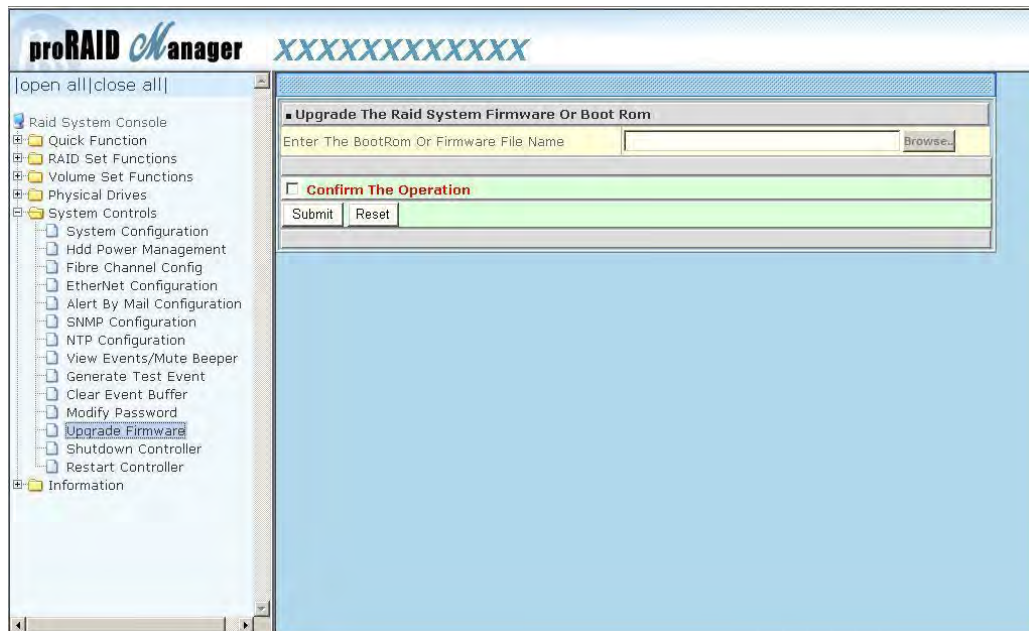 proRAID Manager XXXXXXXXXXXX
|open all|close all|
Raid System Console
Quick Function
RAID Set Functions
Volume Set Functions
Physical Drives
System Controls
System Configuration
Hdd Power Management
Fibre Channel Config
EtherNet Configuration
Alert By Mail Configuration
SNMP Configuration
NTP Configuration
View Events/Mute Beeper
Generate Test Event
Clear Event Buffer
Modify Password
Upgrade Firmware
Shutdown Controller
Restart Controller
Information
Upgrade The Raid System Firmware Or Boot Rom
Enter The BootRom Or Firmware File Name Browse..
Confirm The Operation
Submit Reset